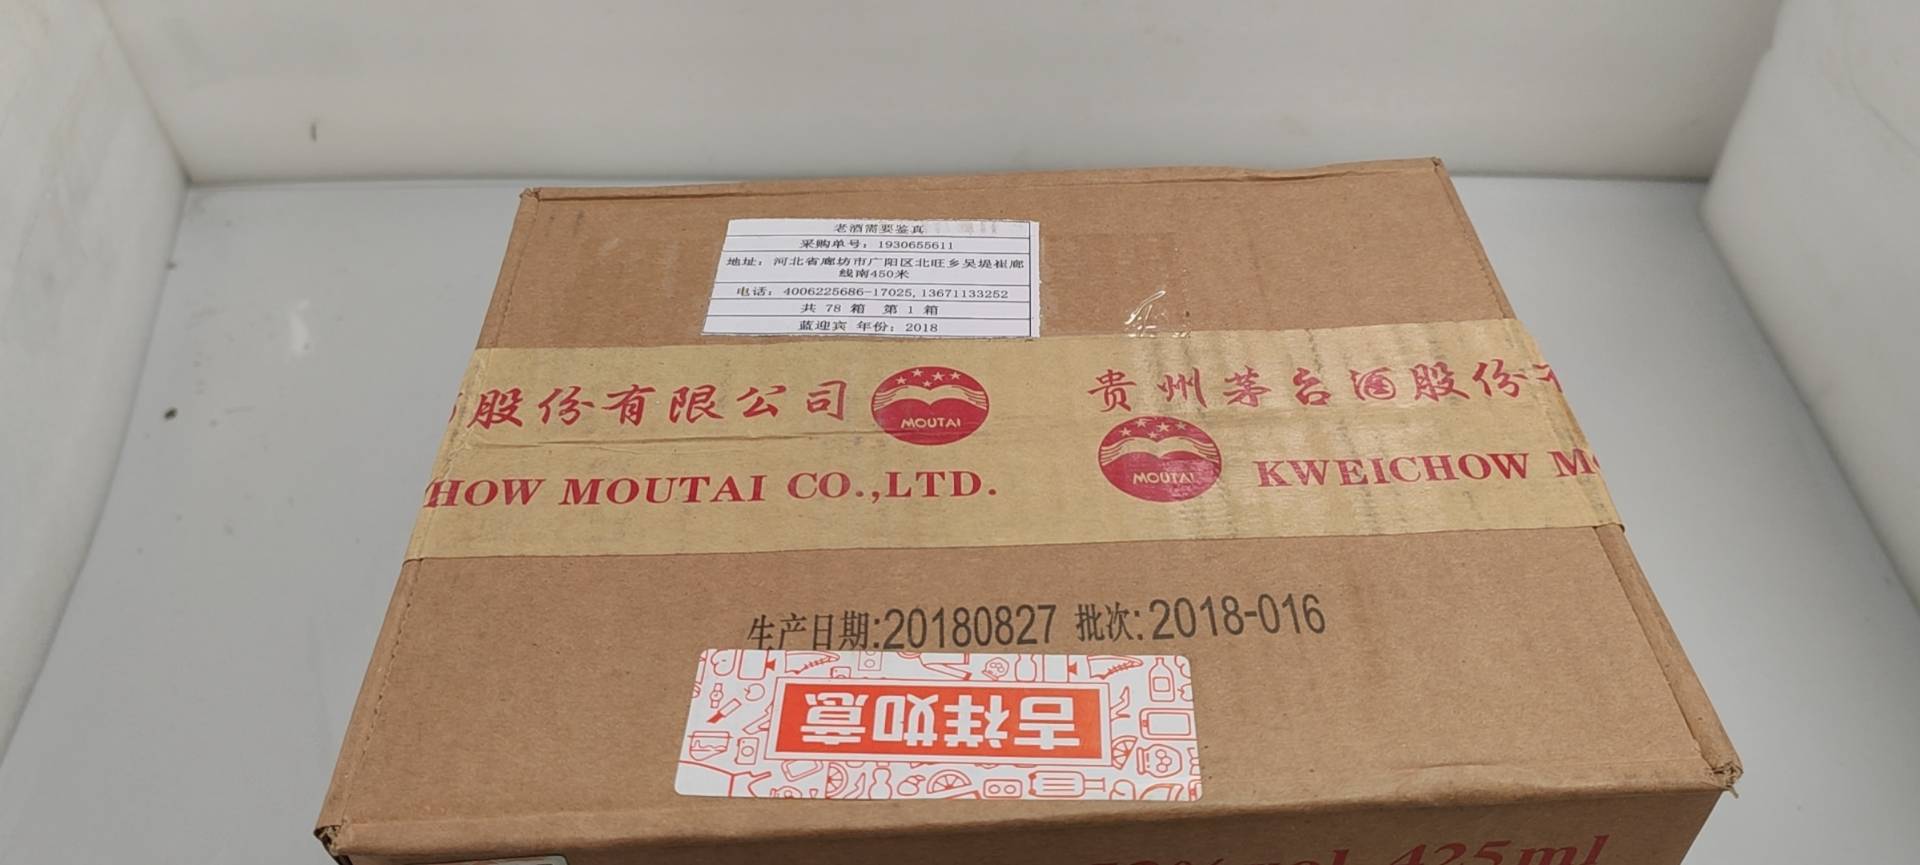 老酒需要鉴真
采购单号：1930655611
地址：河北省廊坊市广阳区北旺乡吴堤崔廊
线南450米
电话：4006225686-17025,13671133252
共 78 箱 第 1 箱
蓝迎宾 年份：2018
股份有限公司 MOUTAI 贵州茅台酒股份
HOW MOUTAI CO.,LTD. MOUTAI KWEICHOW M
生产日期:20180827 批次:2018-016
吉祥如意
425ml